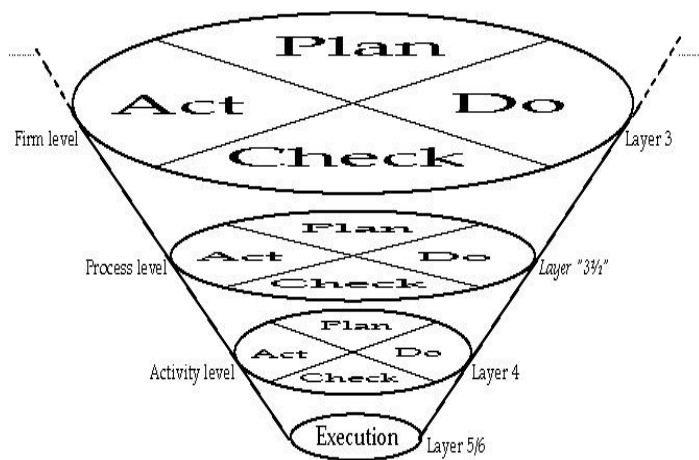 Plan
Act Do
Firm level Check Layer 3
Plan
Act Do
Process level Check Layer "3½"
Plan
Act Do
Activity level Check Layer 4
Execution Layer 5/6